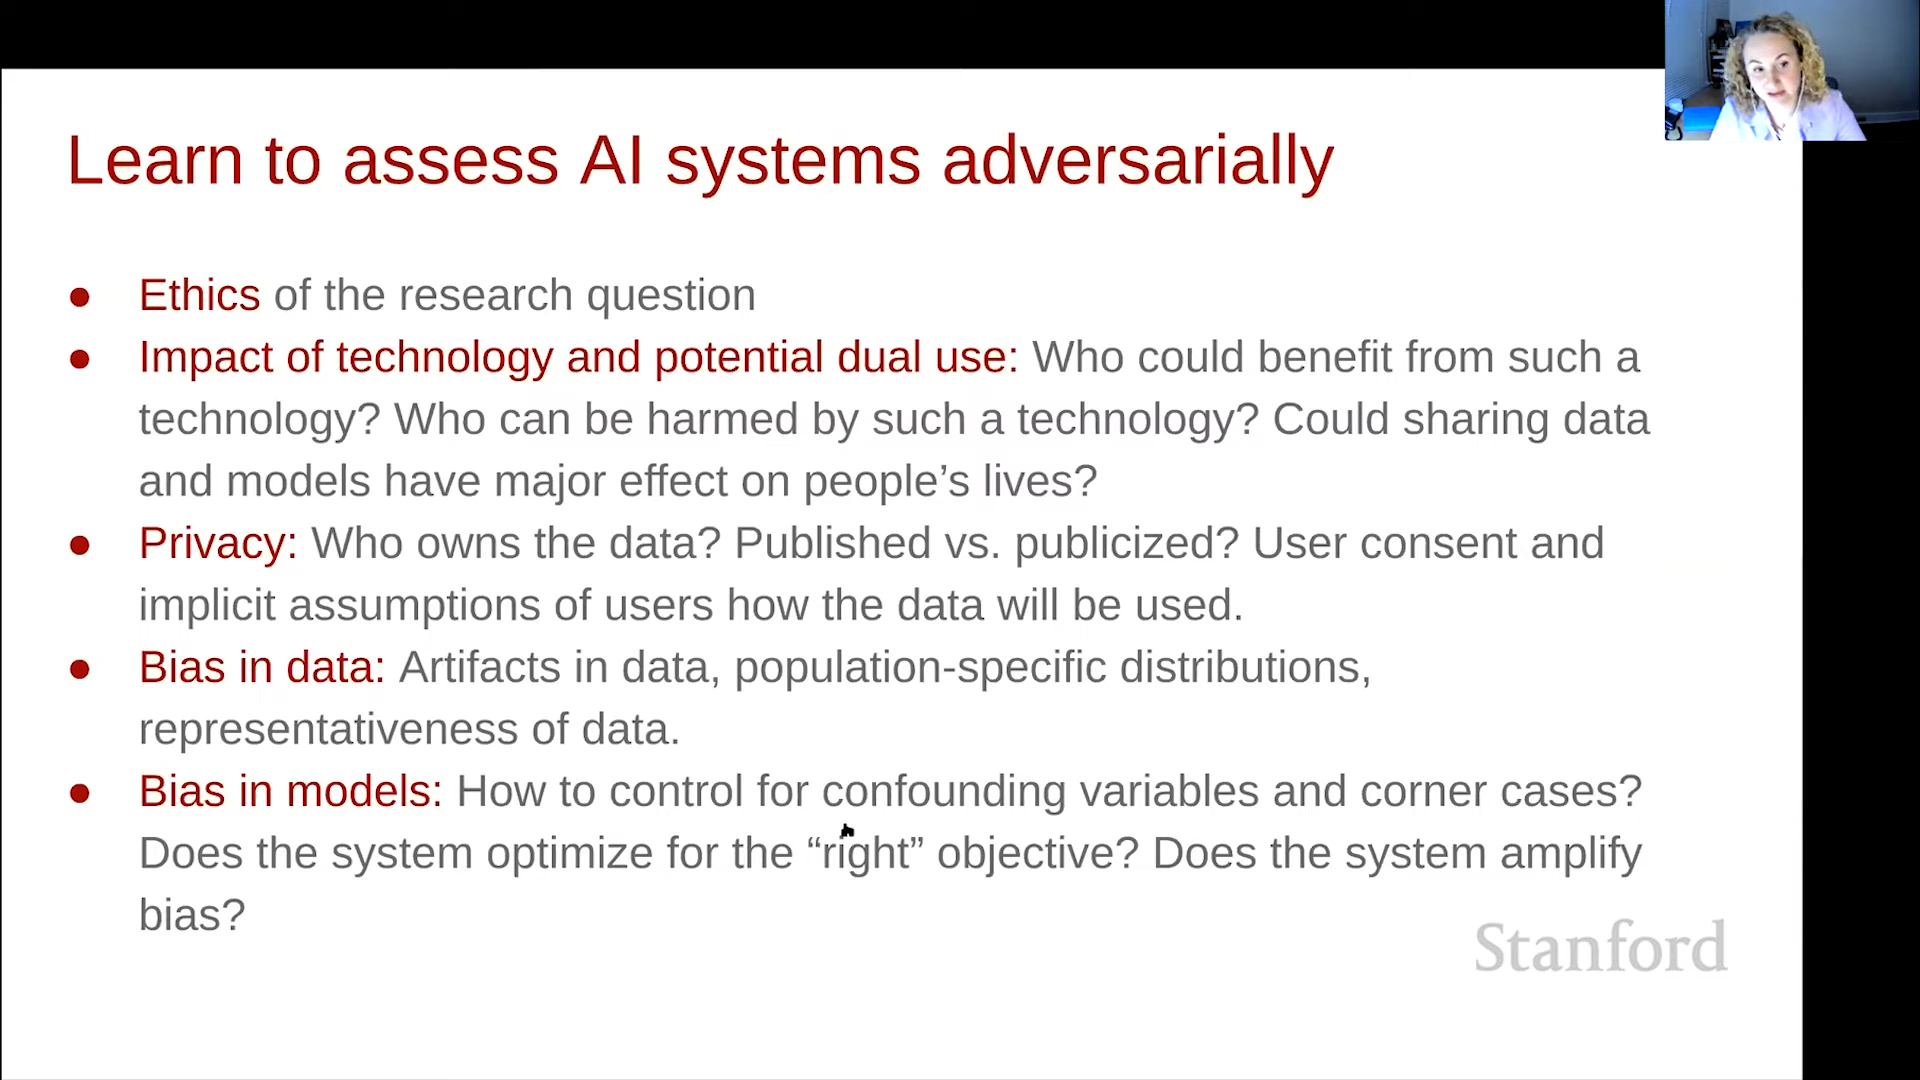 Learn to assess AI systems adversarially
● Ethics of the research question
● Impact of technology and potential dual use: Who could benefit from such a
technology? Who can be harmed by such a technology? Could sharing data
and models have major effect on people’s lives?
● Privacy: Who owns the data? Published vs. publicized? User consent and
implicit assumptions of users how the data will be used.
● Bias in data: Artifacts in data, population-specific distributions,
representativeness of data.
● Bias in models: How to control for confounding variables and corner cases?
Does the system optimize for the “right” objective? Does the system amplify
bias?
Stanford